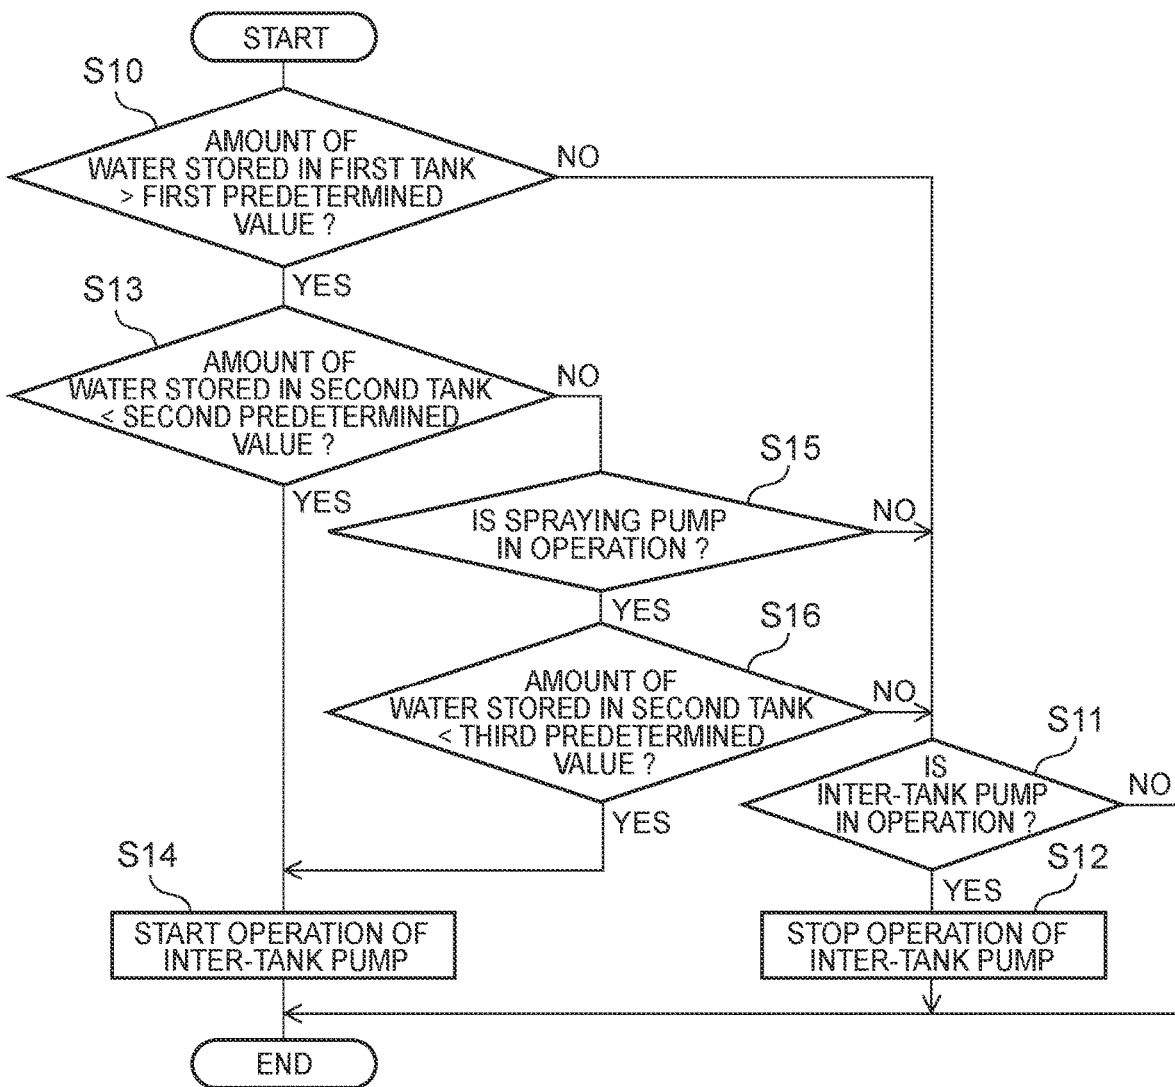 START
S10
AMOUNT OF
WATER STORED IN FIRST TANK
> FIRST PREDETERMINED
VALUE ?
NO
YES
S13
AMOUNT OF
WATER STORED IN SECOND TANK
< SECOND PREDETERMINED
VALUE ?
NO
YES
S15
IS SPRAYING PUMP
IN OPERATION ?
NO
YES
S16
AMOUNT OF
WATER STORED IN SECOND TANK
< THIRD PREDETERMINED
VALUE ?
NO
YES
S11
IS
INTER-TANK PUMP
IN OPERATION ?
NO
YES
S14
START OPERATION OF
INTER-TANK PUMP
S12
STOP OPERATION OF
INTER-TANK PUMP
END